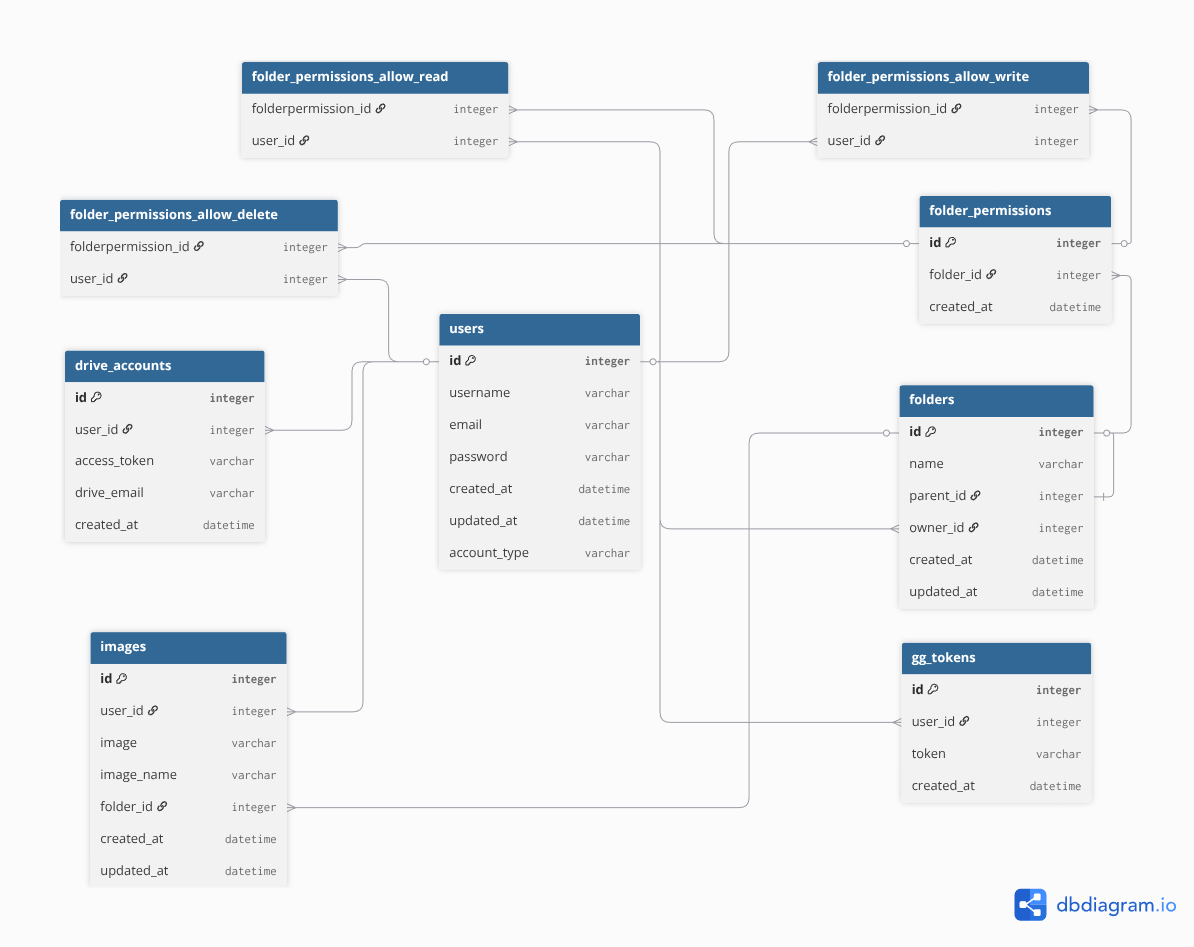 folder_permissions_allow_read
folderpermission_id integer
user_id integer
folder_permissions_allow_write
folderpermission_id integer
user_id integer
folder_permissions_allow_delete
folderpermission_id integer
user_id integer
folder_permissions
id integer
folder_id integer
created_at datetime
users
id integer
username varchar
email varchar
password varchar
created_at datetime
updated_at datetime
account_type varchar
drive_accounts
id integer
user_id integer
access_token varchar
drive_email varchar
created_at datetime
folders
id integer
name varchar
parent_id integer
owner_id integer
created_at datetime
updated_at datetime
images
id integer
user_id integer
image varchar
image_name varchar
folder_id integer
created_at datetime
updated_at datetime
gg_tokens
id integer
user_id integer
token varchar
created_at datetime
dbdiagram.io